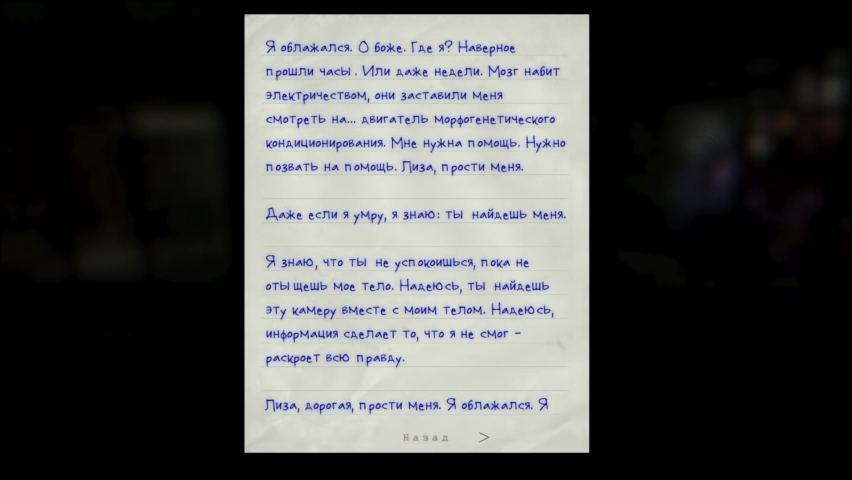 Я облажался. О боже. Где я? Наверное
прошли часы. Или даже недели. Мозг набит
электричеством, они заставили меня
смотреть на... двигатель морфогенетического
кондиционирования. Мне нужна помощь. Нужно
позвать на помощь. Лиза, прости меня.
Даже если я умру, я знаю: ты найдешь меня.
Я знаю, что ты не успокоишься, пока не
отыщешь мое тело. Надеюсь, ты найдешь
эту камеру вместе с моим телом. Надеюсь,
информация сделает то, что я не смог -
раскроет всю правду.
Лиза, дорогая, прости меня. Я облажался. Я
Назад >